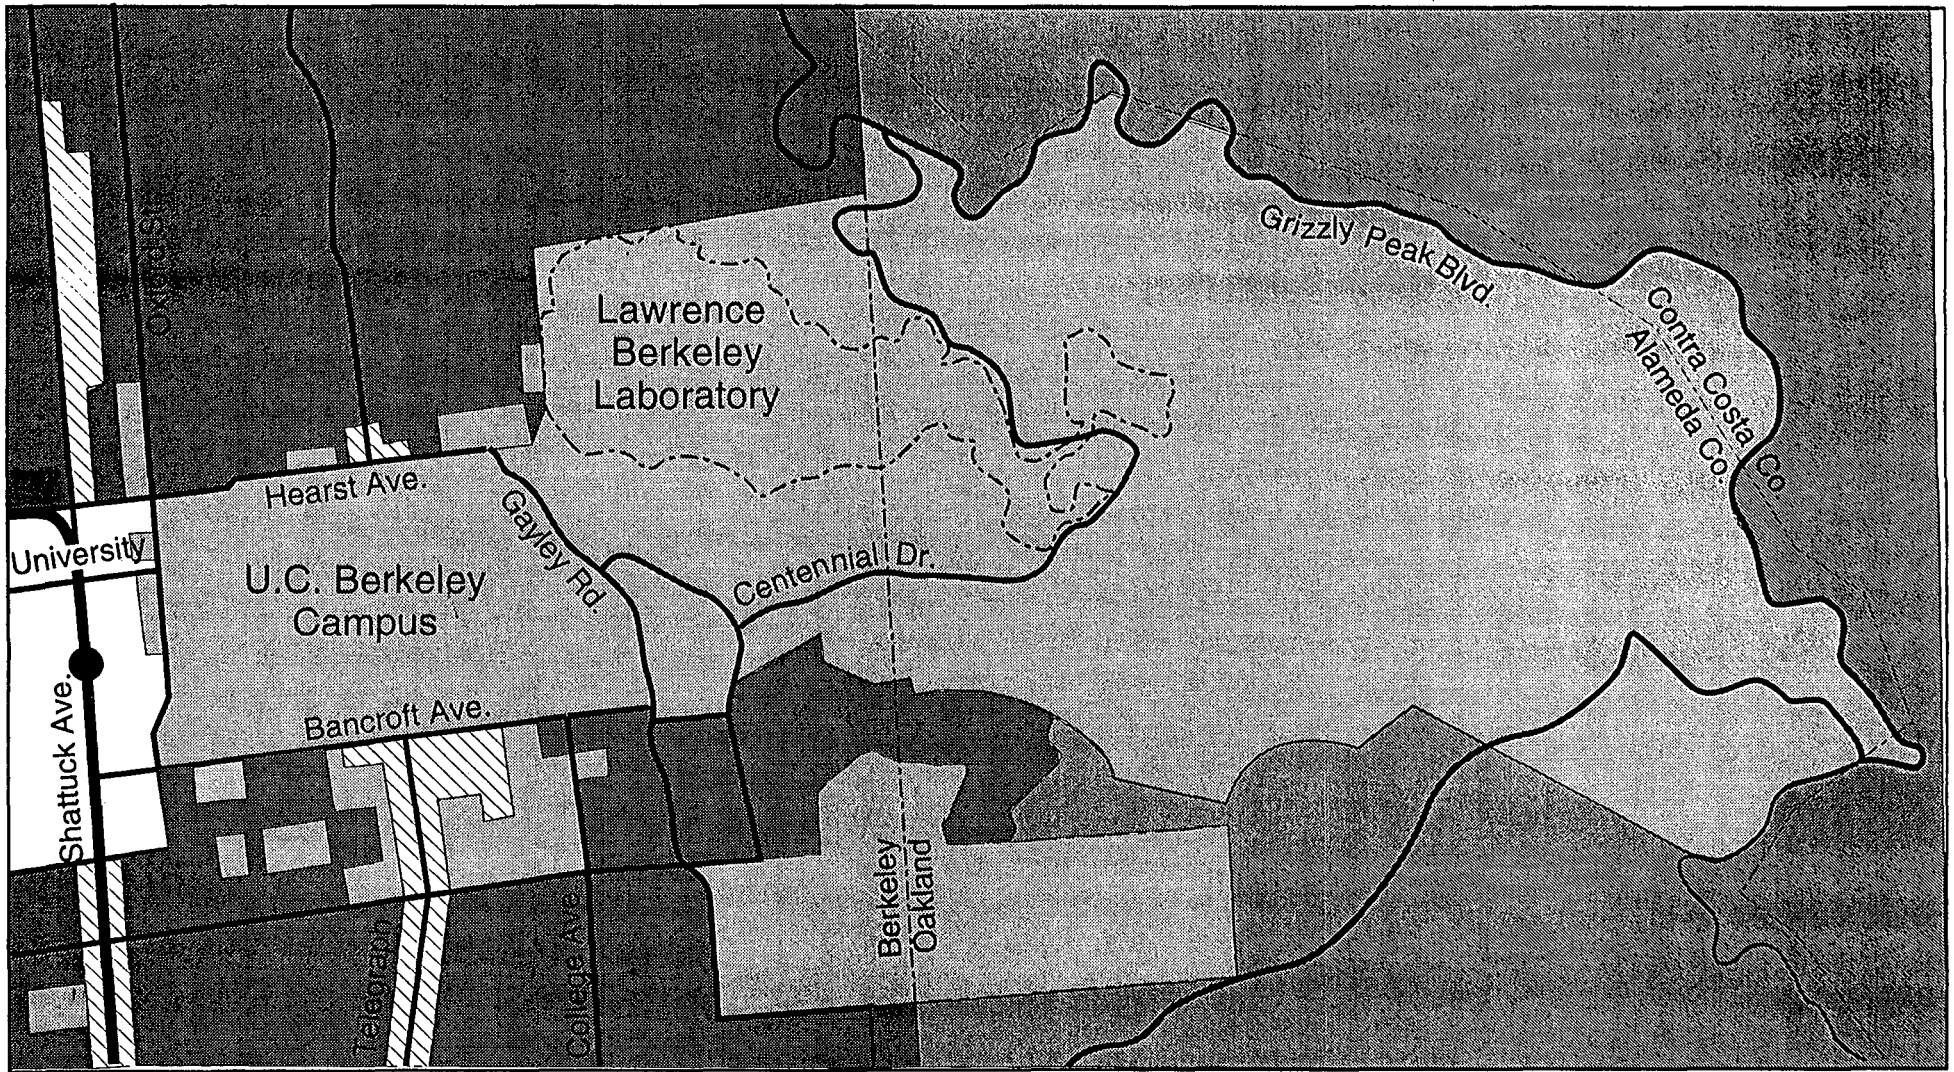 Oxford St.
Grizzly Peak Blvd.
Lawrence
Berkeley
Laboratory
Contra Costa Co
Alameda Co.
Hearst Ave.
Gayley Rd.
University
Centennial Dr.
U.C. Berkeley
Campus
Shattuck Ave.
Bancroft Ave.
Berkeley
Oakland
Telegraph
College Ave.